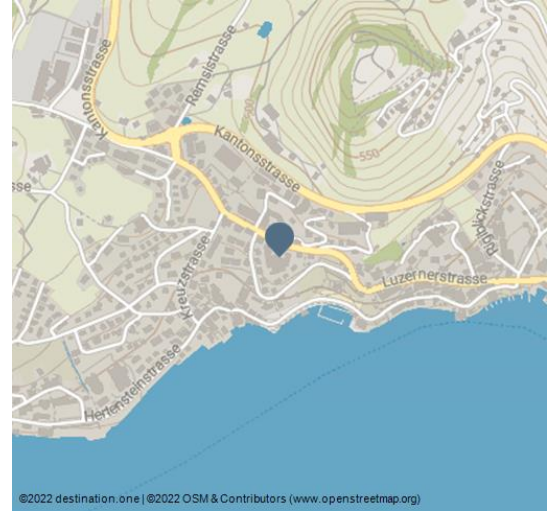 Remsistrasse
Kantonsstrasse
Kantonsstrasse
550
Rigiblickstrasse
sse
Kreuzstrasse
Luzernerstrasse
Hertensteinstrasse
©2022 destination.one | ©2022 OSM & Contributors (www.openstreetmap.org)